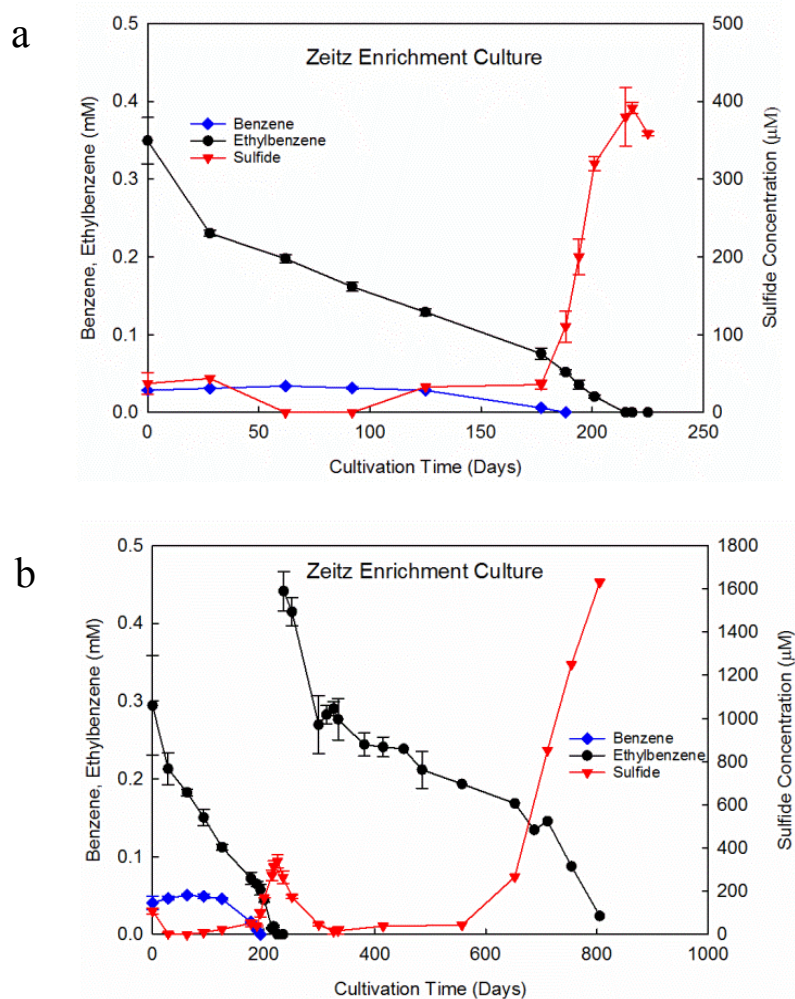 a
Zeitz Enrichment Culture
Benzene, Ethylbenzene (mM)
0.5
0.4
0.3
0.2
0.1
0.0
Benzene
Ethylbenzene
Sulfide
500
400
300
200
100
0
Sulfide Concentration (µM)
0 50 100 150 200 250
Cultivation Time (Days)
b
Zeitz Enrichment Culture
Benzene, Ethylbenzene (mM)
0.5
0.4
0.3
0.2
0.1
0.0
Benzene
Ethylbenzene
Sulfide
1800
1600
1400
1200
1000
800
600
400
200
0
Sulfide Concentration (µM)
0 200 400 600 800 1000
Cultivation Time (Days)